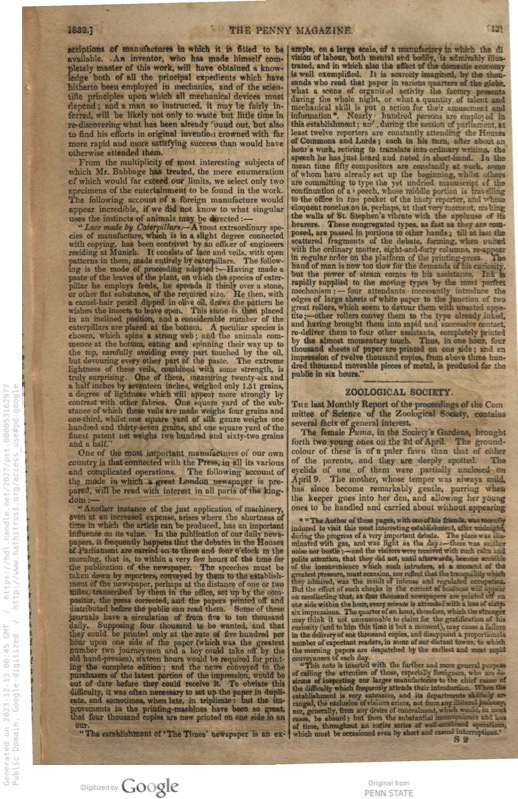 1832.]
THE PENNY MAGAZINE.
scriptions of manufactures in which it is fitted to be
available. An inventor, who has made himself com-
pletely master of this work, will have obtained a know-
ledge both of all the principal expedients which have
hitherto been employed in mechanics, and of the scien-
tific principles upon which all mechanical devices must
depend; and a man so instructed, it may be fairly in-
ferred, will be likely not only to waste but little time in
re-discovering what has been already found out, but also
to find his efforts in original invention crowned with far
more rapid and more satisfying success than would have
otherwise attended them.
From the multiplicity of most interesting subjects of
which Mr. Babbage has treated, the mere enumeration
of which would far exceed our limits, we select only two
specimens of the entertainment to be found in the work.
The following account of a foreign manufacture would
appear incredible, if we did not know to what singular
uses the instincts of animals may be directed:—
"Lace made by Caterpillars.—A most extraordinary spe-
cies of manufacture, which is in a slight degree connected
with copying, has been contrived by an officer of engineers
residing at Munich. It consists of lace and veils, with open
patterns in them, made entirely by caterpillars. The follow-
ing is the mode of proceeding adopted:—Having made a
paste of the leaves of the plant, on which the species of cater-
pillar he employs feeds, he spreads it thinly over a stone,
or other flat substance, of the required size. He then, with
a camel-hair pencil dipped in olive oil, draws the pattern he
wishes the insects to leave open. This stone is then placed
in an inclined position, and a considerable number of the
caterpillars are placed at the bottom. A peculiar species is
chosen, which spins a strong web; and the animals com-
mence at the bottom, eating and spinning their way up to
the top, carefully avoiding every part touched by the oil,
but devouring every other part of the paste. The extreme
lightness of these veils, combined with some strength, is
truly surprising. One of them, measuring twenty-six and
a half inches by seventeen inches, weighed only 1.51 grains,
a degree of lightness which will appear more strongly by
contrast with other fabrics. One square yard of the sub-
stance of which these veils are made weighs four grains and
one-third, whilst one square yard of silk gauze weighs one
hundred and thirty-seven grains, and one square yard of the
finest patent net weighs two hundred and sixty-two grains
and a half."
One of the most important manufactures of our own
country is that connected with the Press, in all its various
and complicated operations. The following account of
the mode in which a great London newspaper is pre-
pared, will be read with interest in all parts of the king-
dom:—
"Another instance of the just application of machinery,
even at an increased expense, arises where the shortness of
time in which the article can be produced, has an important
influence on its value. In the publication of our daily news-
papers, it frequently happens that the debates in the Houses
of Parliament are carried on to three and four o'clock in the
morning, that is, to within a very few hours of the time for
the publication of the newspaper. The speeches must be
taken down by reporters, conveyed by them to the establish-
ment of the newspaper, perhaps at the distance of one or two
miles, transcribed by them in the office, set up by the com-
positor, the press corrected, and the papers printed off and
distributed before the public can read them. Some of these
journals have a circulation of from five to ten thousand
daily. Supposing four thousand to be wanted, and that
they could be printed only at the rate of five hundred per
hour upon one side of the paper (which was the greatest
number two journeymen and a boy could take off by the
old hand-presses), sixteen hours would be required for print-
ing the complete edition; and the news conveyed to the
purchasers of the latest portion of the impression, would be
out of date before they could receive it. To obviate this
difficulty, it was often necessary to set up the paper in dupli-
cate, and sometimes, when late, in triplicate: but the im-
provements in the printing-machines have been so great,
that four thousand copies are now printed on one side in an
our.
"The establishment of 'The Times' newspaper is an ex-
ample, on a large scale, of a manufactory in which the di
vision of labour, both mental and bodily, is admirably illus-
trated, and in which also the effect of the domestic economy
is well exemplified. It is scarcely imagined, by the thou-
sands who read that paper in various quarters of the globe,
what a scene of organized activity the factory presents
during the whole night, or what a quantity of talent and
mechanical skill is put in action for their amusement and
information*. Nearly hundred persons are employed in
this establishment; and, during the session of parliament, at
least twelve reporters are constantly attending the House
of Commons and Lords; each in his turn, after about an
hour's work, retiring to translate into ordinary writing, the
speech he has just heard and noted in short-hand. In the
mean time fifty compositors are constantly at work, some
of whom have already set up the beginning, whilst others
are committing to type the yet undried manuscript of the
continuation of a speech, whose middle portion is travelling
to the office in the pocket of the hasty reporter, and whose
eloquent conclusion is, perhaps, at that very moment, making
the walls of St. Stephen's vibrate with the applause of its
hearers. These congregated types, as fast as they are com-
posed, are passed in portions to other hands; till at last the
scattered fragments of the debate, forming, when united
with the ordinary matter, eight-and-forty columns, re-appear
in regular order on the platform of the printing-press. The
hand of man is now too slow for the demands of his curiosity,
but the power of steam comes to his assistance. Ink is
rapidly supplied to the moving types by the most perfect
mechanism;—four attendants incessantly introduce the
edges of large sheets of white paper to the junction of two
great rollers, which seem to devour them with unsated appe-
tite;—other rollers convey them to the type already inked,
and having brought them into rapid and successive contact,
re-deliver them to four other assistants, completely printed
by the almost momentary touch. Thus, in one hour, four
thousand sheets of paper are printed on one side; and an
impression of twelve thousand copies, from above three hun-
dred thousand moveable pieces of metal, is produced for the
public in six hours."
ZOOLOGICAL SOCIETY.
THE last Monthly Report of the proceedings of the Com
mittee of Science of the Zoological Society, contains
several facts of general interest.
The female Puma, in the Society's Gardens, brought
forth two young ones on the 2d of April. The ground-
colour of these is of a paler fawn than that of either
of the parents, and they are deeply spotted. The
eyelids of one of them were partially unclosed on
April 9. The mother, whose temper was always mild,
has since become remarkably gentle, purring when
the keeper goes into her den, and allowing her young
ones to be handled and carried about without appearing
* "The Author of these pages, with one of his friends, was recently
induced to visit this most interesting establishment, after midnight,
during the progress of a very important debate. The place was illu-
minated with gas, and was light as the day:—there was neither
noise nor bustle;—and the visitors were received with such calm and
polite attention, that they did not, until afterwards, become sensible
of the inconvenience which such intruders, at a moment of the
greatest pressure, must occasion, nor reflect that the tranquillity which
they admired, was the result of intense and regulated occupation.
But the effect of such checks in the current of business will appear
on recollecting that, as four thousand newspapers are printed off on
one side within the hour, every minute is attended with a loss of sixty-
six impressions. The quarter of an hour, therefore, which the stranger
may think it not unreasonable to claim for the gratification of his
curiosity (and to him this time is but a moment), may cause a failure
in the delivery of one thousand copies, and disappoint a proportionate
number of expectant readers, in some of our distant towns, to which
the morning papers are despatched by the earliest and most rapid
conveyances of each day.
"This note is inserted with the further and more general purpose
of calling the attention of those, especially foreigners, who are de-
sirous of inspecting our larger manufactories to the chief cause of
the difficulty which frequently attends their introduction. When the
establishment is very extensive, and its departments skilfully ar-
ranged, the exclusion of visitors arises, not from any illiberal jealousy,
nor, generally, from any desire of concealment, which would, in most
cases, be absurd; but from the substantial inconvenience and loss
of time, throughout an entire series of well-combined operations,
which must be occasioned even by short and casual interruptions."
S 2
Generated on 2023-12-13 06:45 GMT / https://hdl.handle.net/2027/pst.000053162977
Public Domain, Google-digitized / http://www.hathitrust.org/access_use#pd-google
Digitized by Google
Original from
PENN STATE